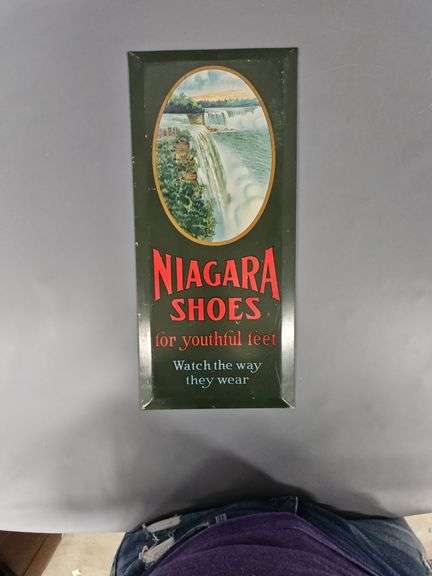 NIAGARA
SHOES
for youthful feet
Watch the way
they wear